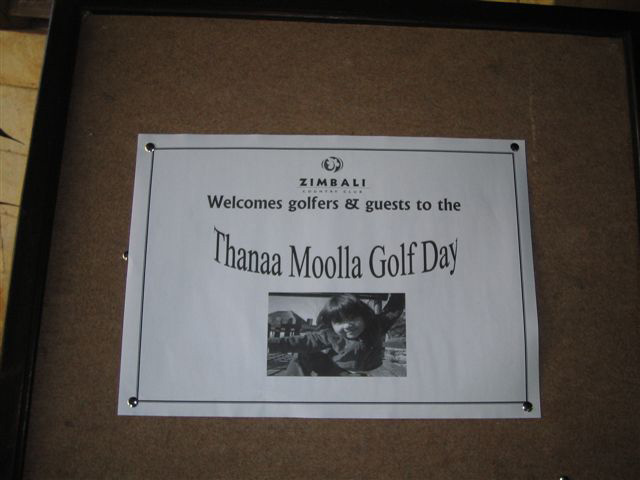 ZIMBALI
COUNTRY CLUB
Welcomes golfers & guests to the
Thanaa Moolla Golf Day